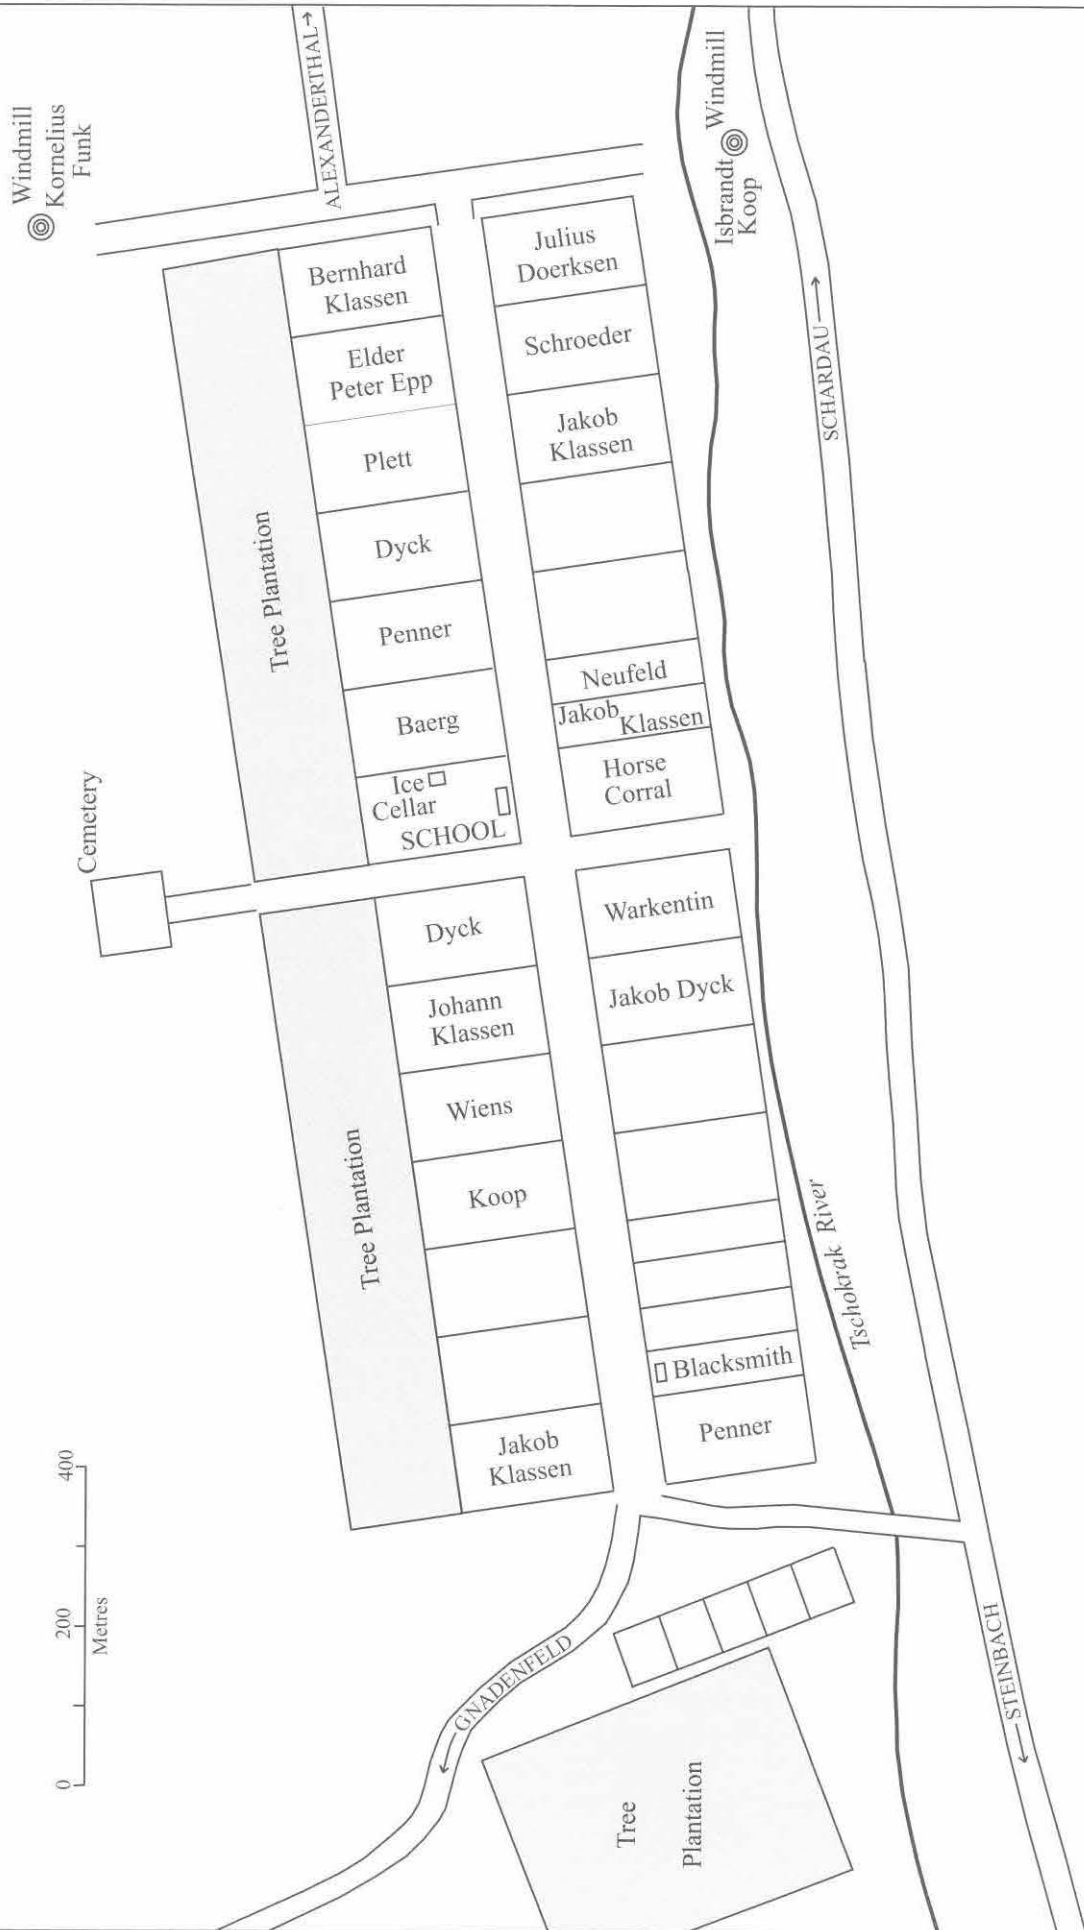 ALEXANDERTHAL→
Windmill
Kornelius
Funk
Windmill
Isbrandt
Koop
Bernhard
Klassen
Elder
Peter Epp
Plett
Dyck
Penner
Baerg
Ice
Cellar
SCHOOL
Tree Plantation
Julius
Doerksen
Schroeder
Jakob
Klassen
Neufeld
Jakob
Klassen
Horse
Corral
SCHARDAU→
Cemetery
Dyck
Johann
Klassen
Wiens
Koop
Jakob
Klassen
Tree Plantation
Warkentin
Jakob Dyck
Blacksmith
Penner
Tschokrak River
400
200
0
Metres
←GNADENFELD
Tree
Plantation
←STEINBACH